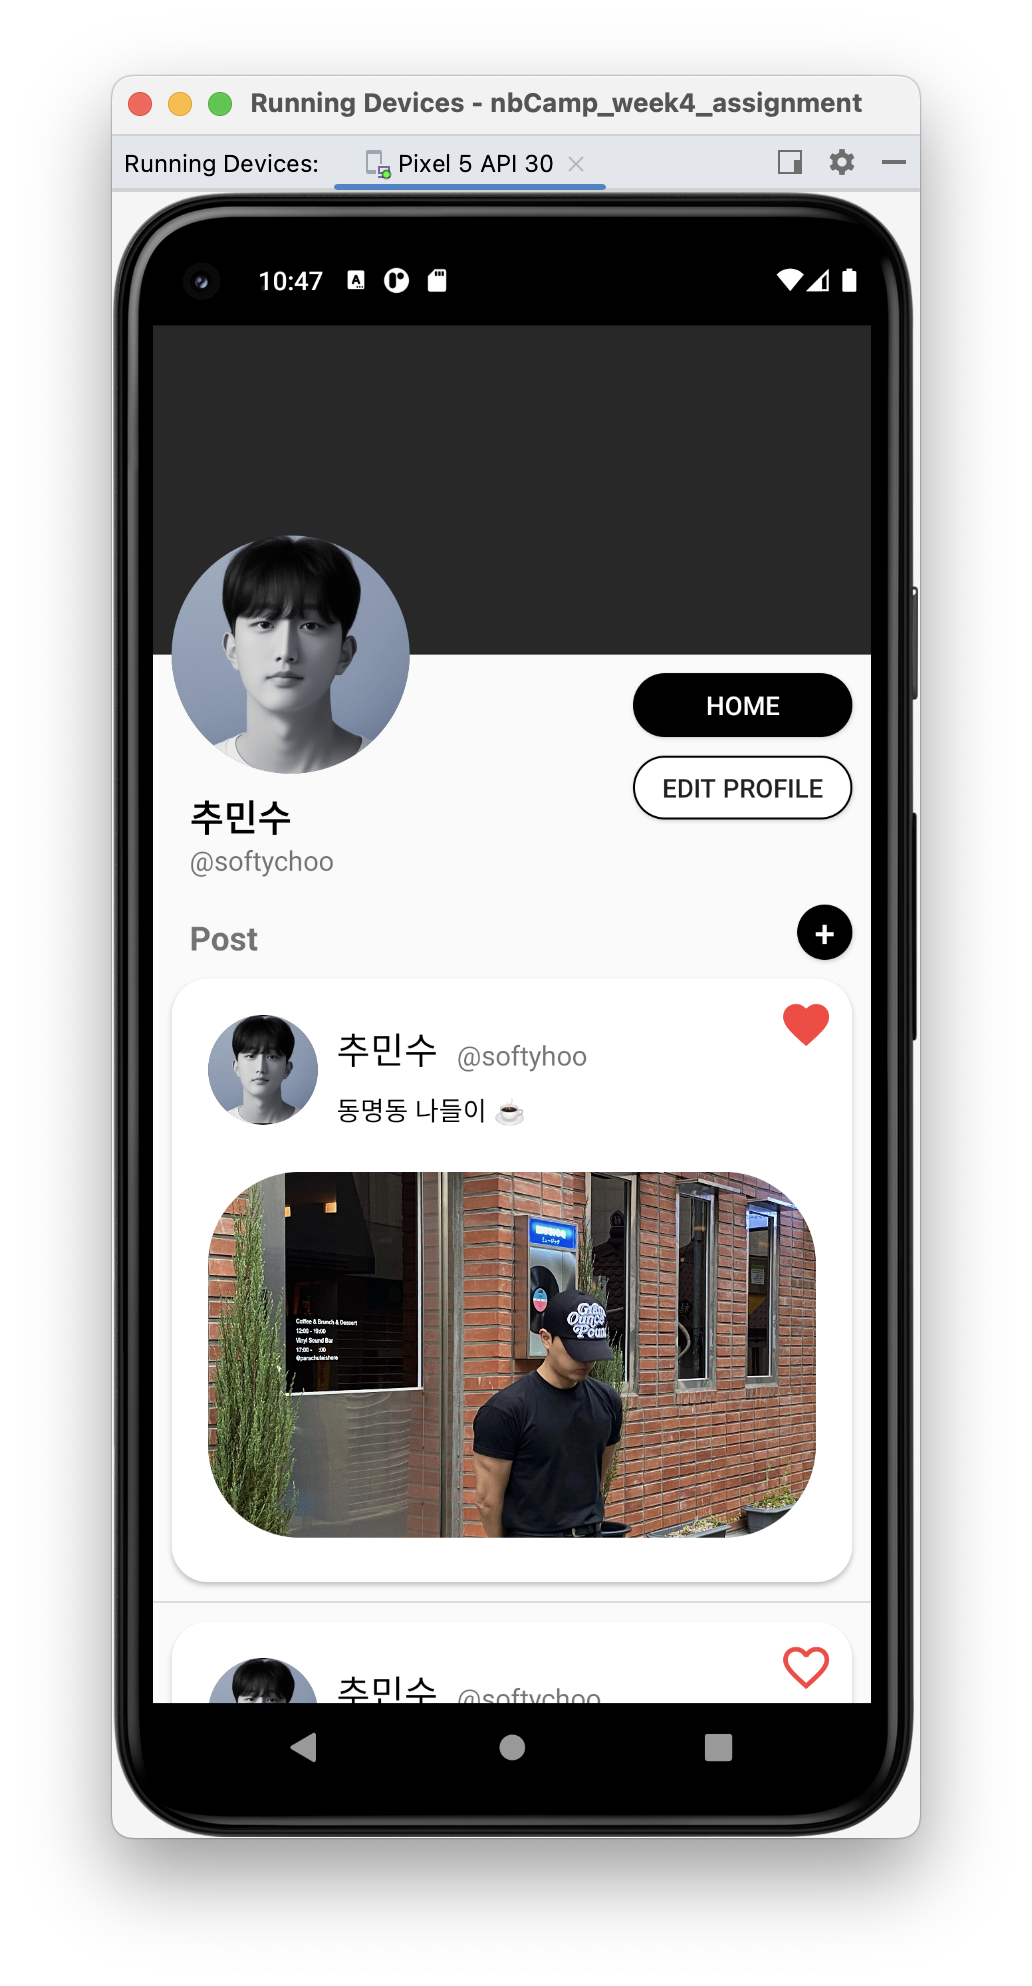 Running Devices - nbCamp_week4_assignment
Running Devices: Pixel 5 API 30
10:47
HOME
EDIT PROFILE
추민수
@softychoo
Post
+
추민수 @softyhoo
동명동 나들이 ☕
Coffee & Brunch & Dessert
12:00 - 19:00
Vinyl Sound Bar
17:00 - :00
추민수 @softychoo